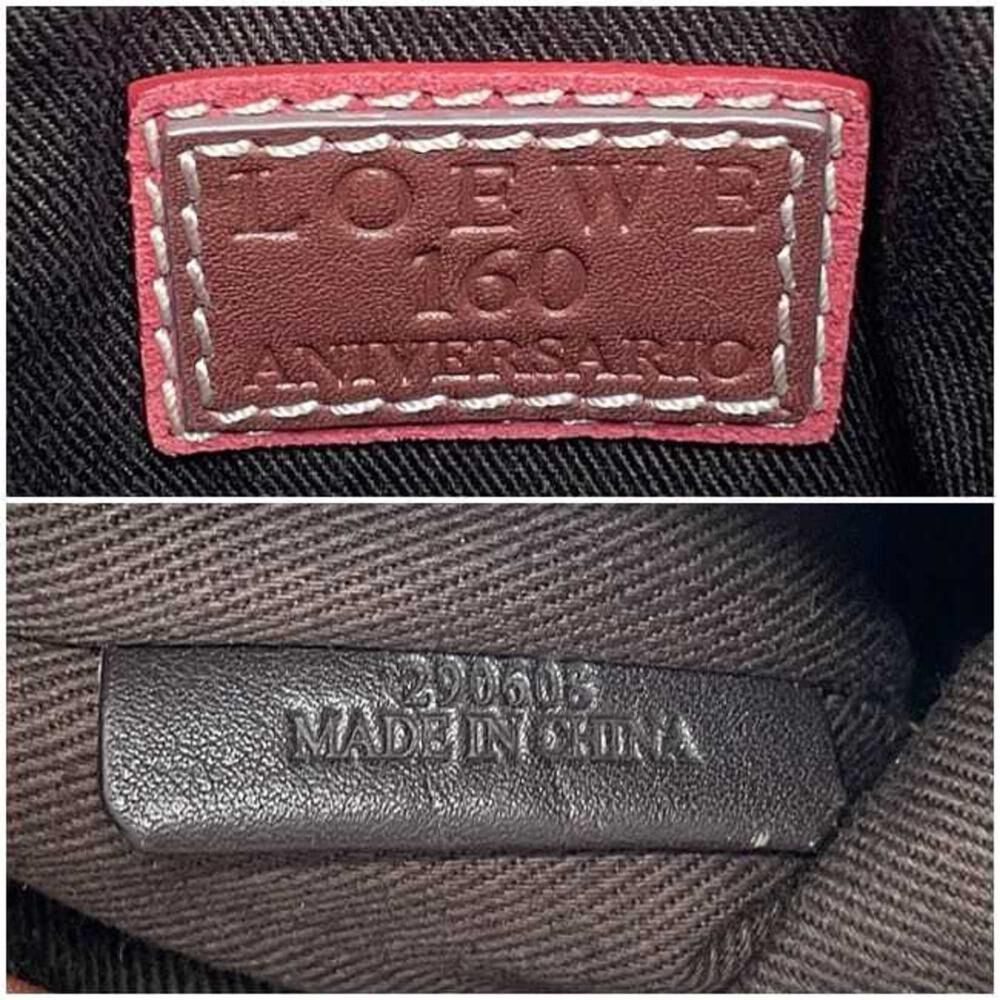 LOEWE
160
ANIVERSARIO
290608
MADE IN CHINA